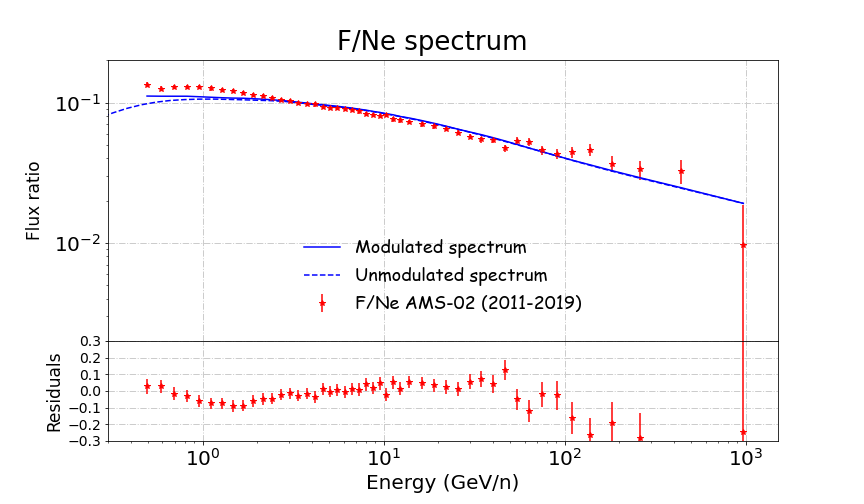 F/Ne spectrum
Flux ratio
10⁻¹
10⁻²
Modulated spectrum
Unmodulated spectrum
F/Ne AMS-02 (2011-2019)
Residuals
0.3
0.2
0.1
0.0
−0.1
−0.2
−0.3
10⁰ 10¹ 10² 10³
Energy (GeV/n)